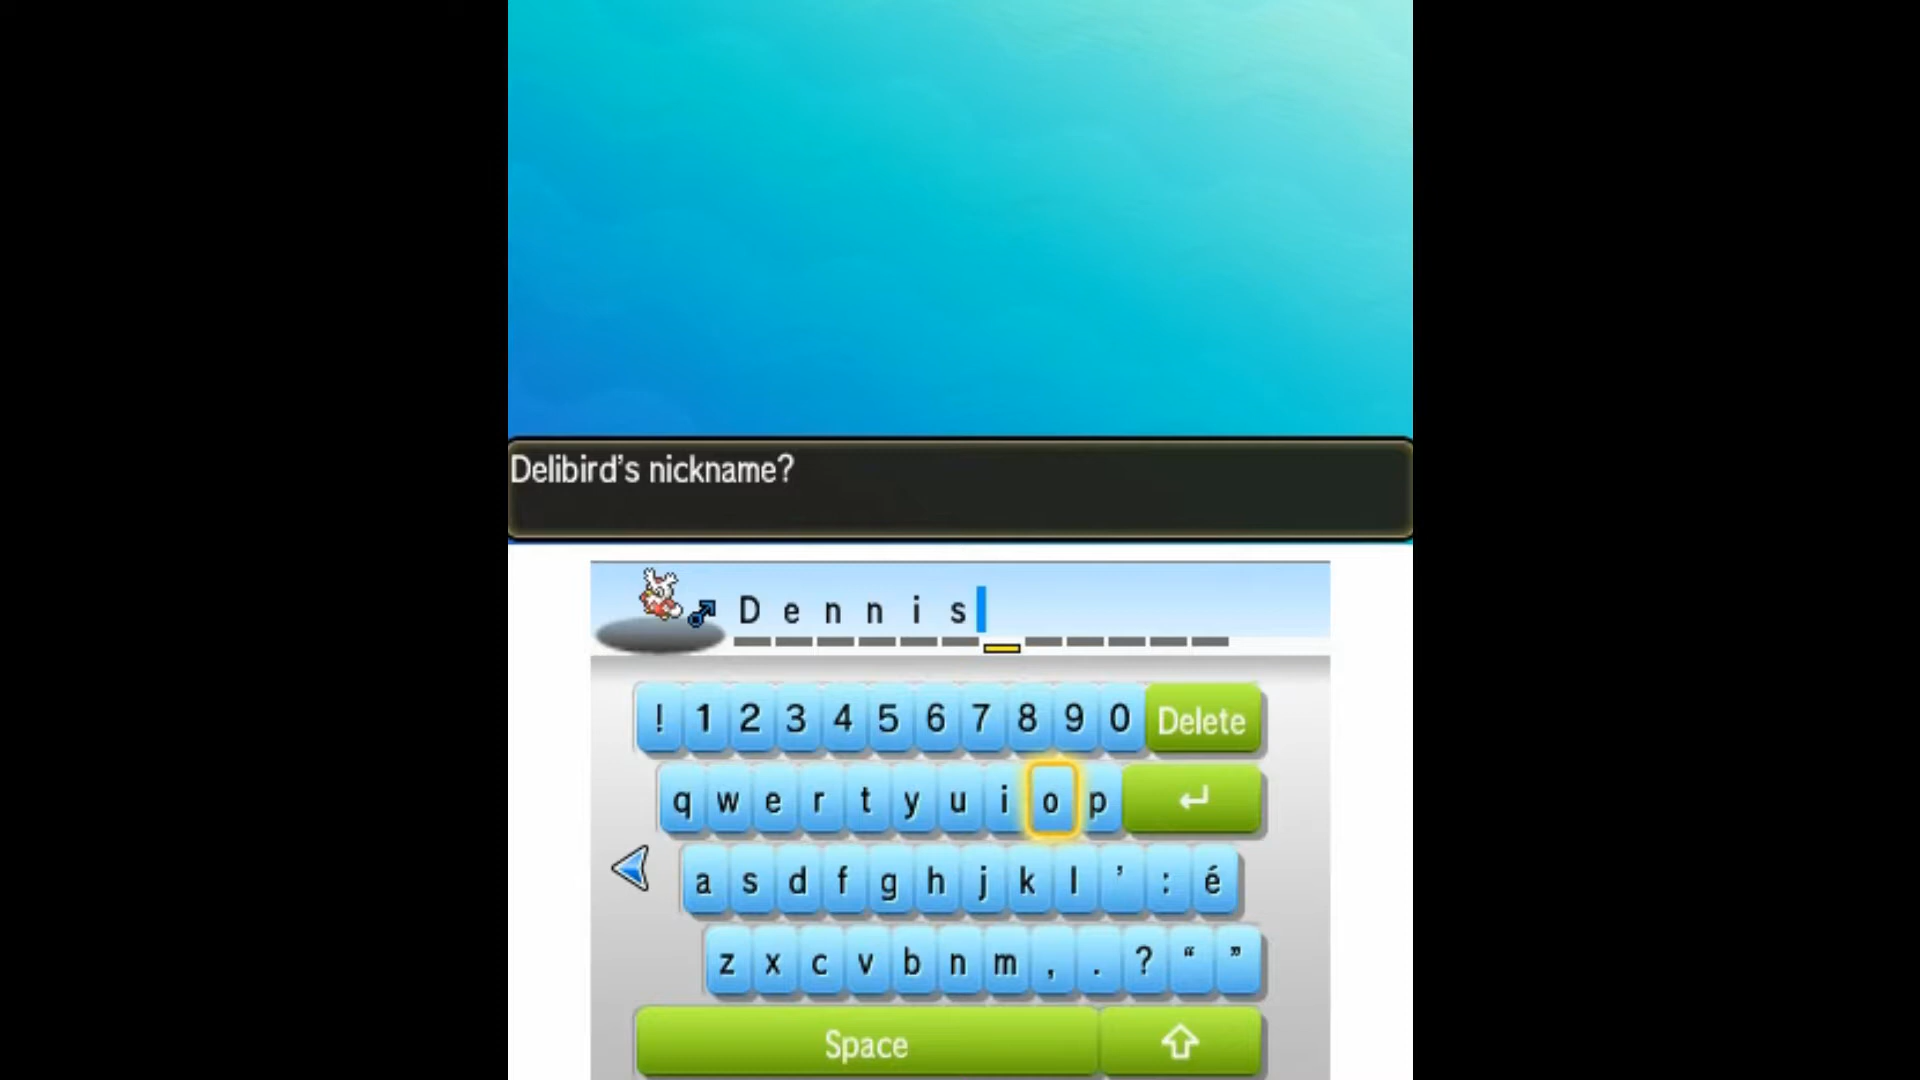 Delibird’s nickname?
Dennis
! 1 2 3 4 5 6 7 8 9 0 Delete
q w e r t y u i o p
a s d f g h j k l ’ : é
z x c v b n m , . ? “ ”
Space